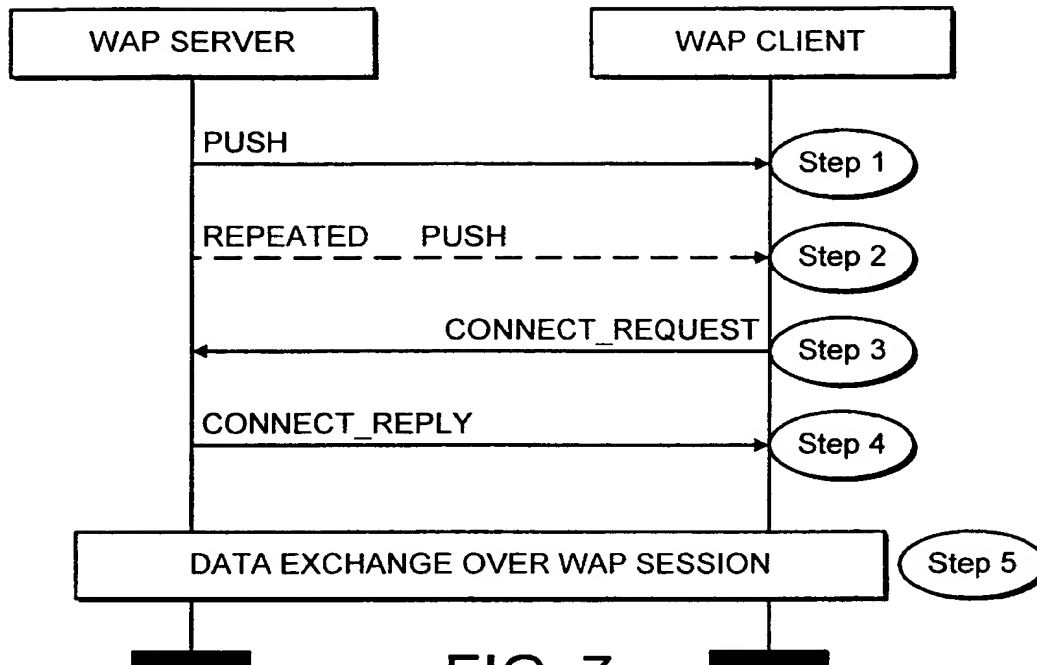 WAP SERVER
WAP CLIENT
PUSH
Step 1
REPEATED PUSH
Step 2
CONNECT_REQUEST
Step 3
CONNECT_REPLY
Step 4
DATA EXCHANGE OVER WAP SESSION
Step 5